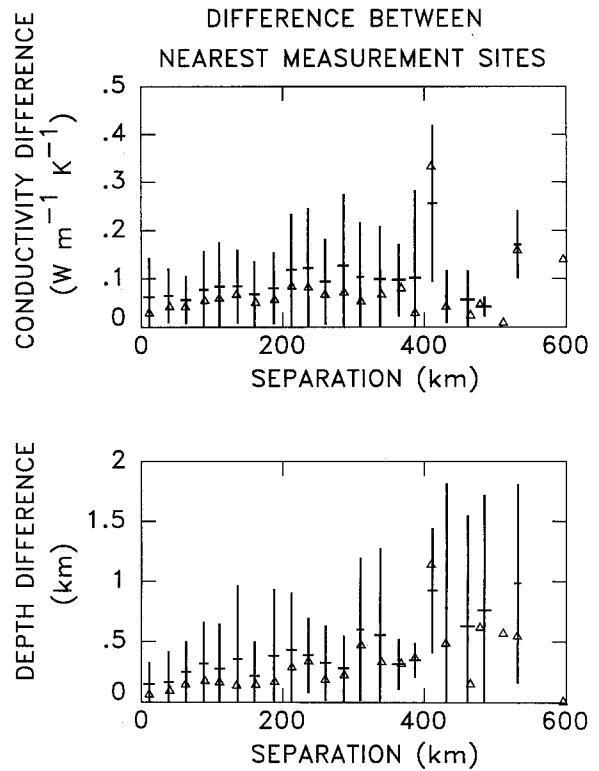 DIFFERENCE BETWEEN
NEAREST MEASUREMENT SITES
CONDUCTIVITY DIFFERENCE
(W m⁻¹ K⁻¹)
.5
.4
.3
.2
.1
0
0 200 400 600
SEPARATION (km)
DEPTH DIFFERENCE
(km)
2
1.5
1
.5
0
0 200 400 600
SEPARATION (km)